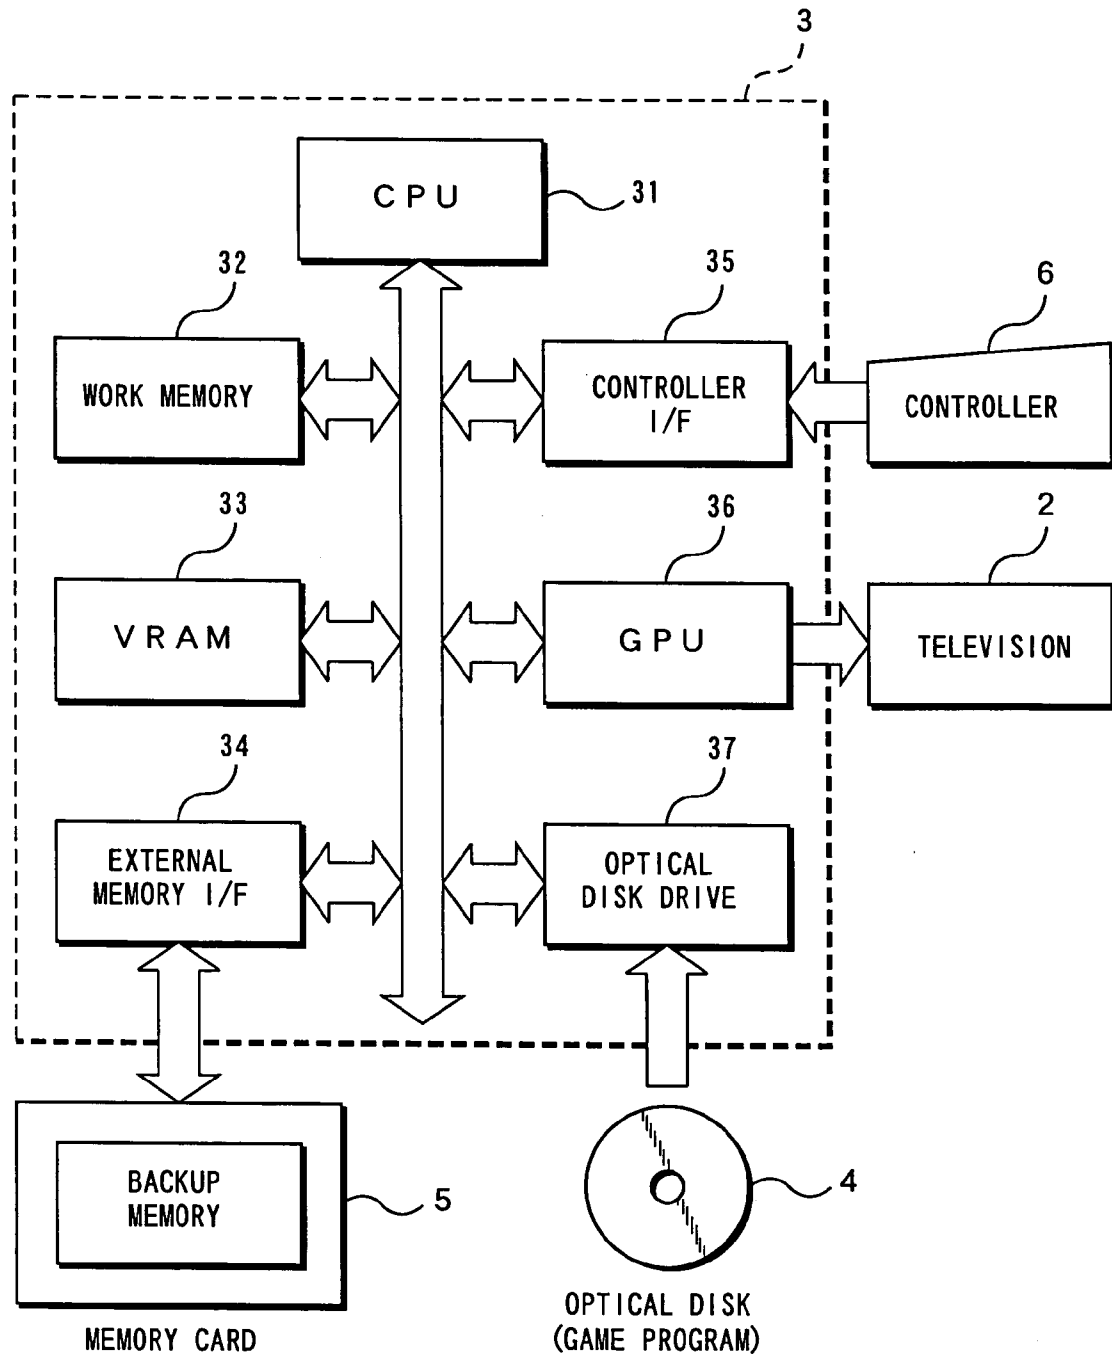 3
CPU
31
32
35
6
WORK MEMORY
CONTROLLER
I/F
CONTROLLER
33
36
2
VRAM
GPU
TELEVISION
34
37
EXTERNAL
MEMORY I/F
OPTICAL
DISK DRIVE
BACKUP
MEMORY
5
4
MEMORY CARD
OPTICAL DISK
(GAME PROGRAM)